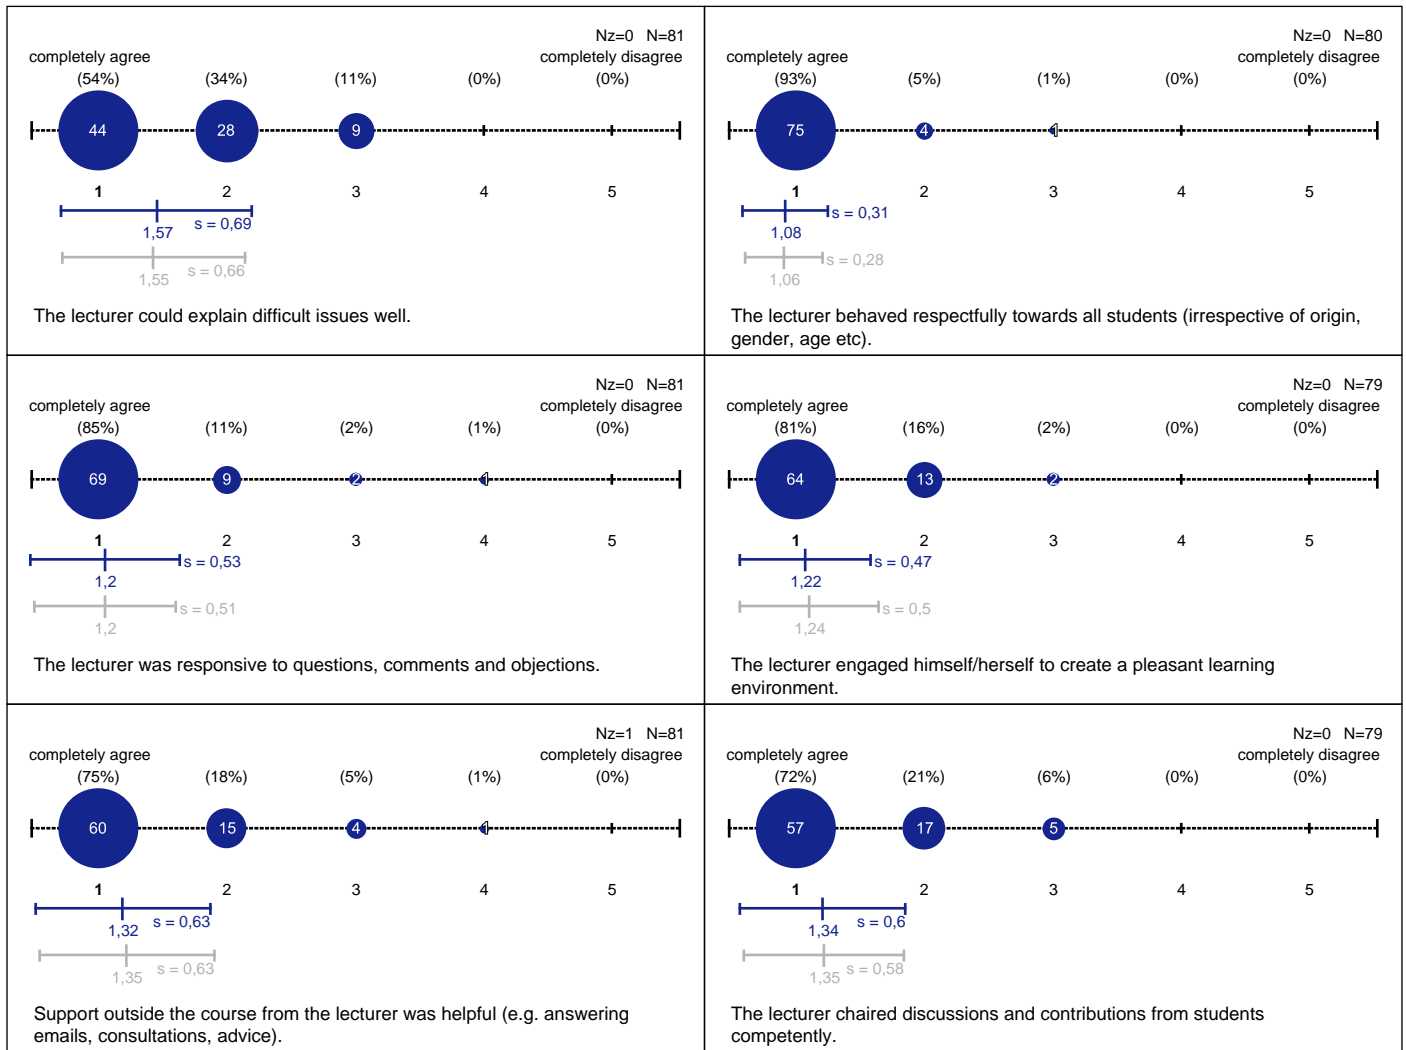 Nz=0 N=81
completely agree completely disagree
(54%) (34%) (11%) (0%) (0%)
44 28 9
1 2 3 4 5
s = 0,69
1,57
s = 0,66
1,55
The lecturer could explain difficult issues well.
Nz=0 N=80
completely agree completely disagree
(93%) (5%) (1%) (0%) (0%)
75 4 1
1 2 3 4 5
s = 0,31
1,08
s = 0,28
1,06
The lecturer behaved respectfully towards all students (irrespective of origin,
gender, age etc).
Nz=0 N=81
completely agree completely disagree
(85%) (11%) (2%) (1%) (0%)
69 9 2 1
1 2 3 4 5
s = 0,53
1,2
s = 0,51
1,2
The lecturer was responsive to questions, comments and objections.
Nz=0 N=79
completely agree completely disagree
(81%) (16%) (2%) (0%) (0%)
64 13 2
1 2 3 4 5
s = 0,47
1,22
s = 0,5
1,24
The lecturer engaged himself/herself to create a pleasant learning
environment.
Nz=1 N=81
completely agree completely disagree
(75%) (18%) (5%) (1%) (0%)
60 15 4 1
1 2 3 4 5
s = 0,63
1,32
s = 0,63
1,35
Support outside the course from the lecturer was helpful (e.g. answering
emails, consultations, advice).
Nz=0 N=79
completely agree completely disagree
(72%) (21%) (6%) (0%) (0%)
57 17 5
1 2 3 4 5
s = 0,6
1,34
s = 0,58
1,35
The lecturer chaired discussions and contributions from students
competently.